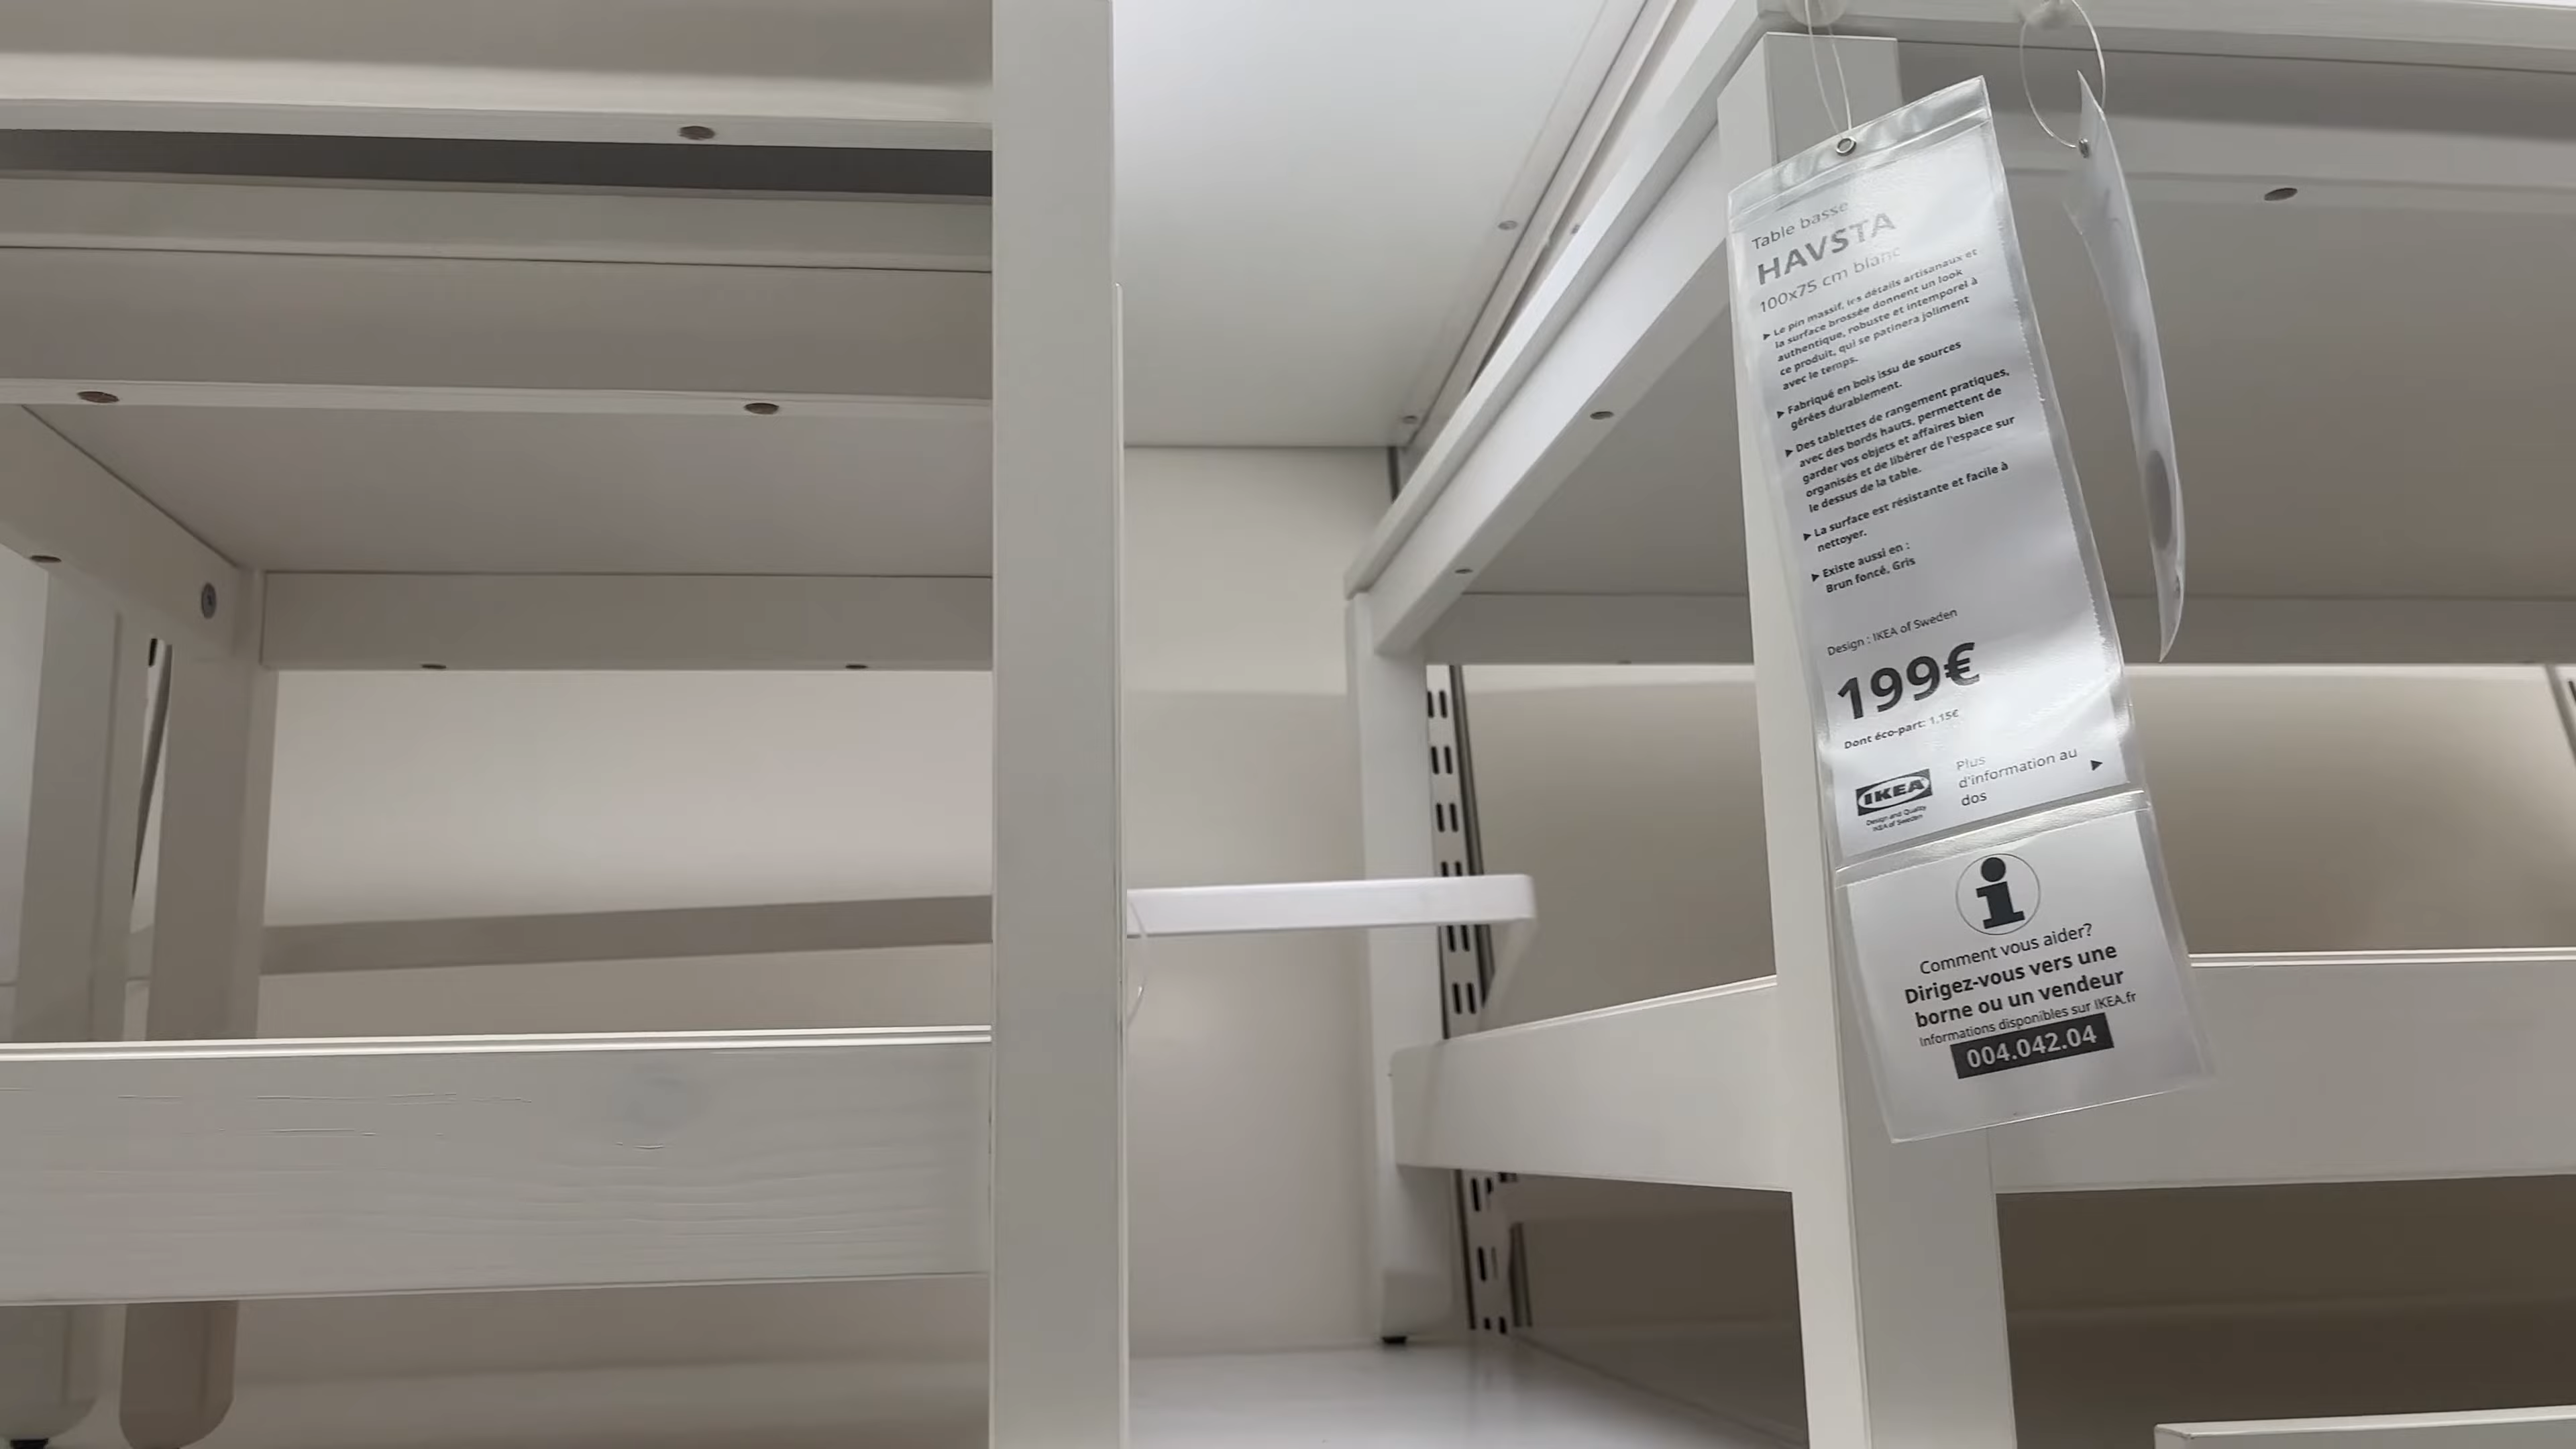 Table basse
HAVSTA
100x75 cm blanc
▶ Le pin massif, les détails artisanaux et
la surface brossée donnent un look
authentique, robuste et intemporel à
ce produit, qui se patinera joliment
avec le temps.
▶ Fabriqué en bois issu de sources
gérées durablement.
▶ Des tablettes de rangement pratiques,
avec des bords hauts, permettent de
garder vos objets et affaires bien
organisés et de libérer de l'espace sur
le dessus de la table.
▶ La surface est résistante et facile à
nettoyer.
▶ Existe aussi en :
Brun foncé, Gris
Design : IKEA of Sweden
199€
Dont éco-part: 1.15€
IKEA
Design and Quality
IKEA of Sweden
Plus
d'information au
dos ▶
i
Comment vous aider?
Dirigez-vous vers une
borne ou un vendeur
Informations disponibles sur IKEA.fr
004.042.04